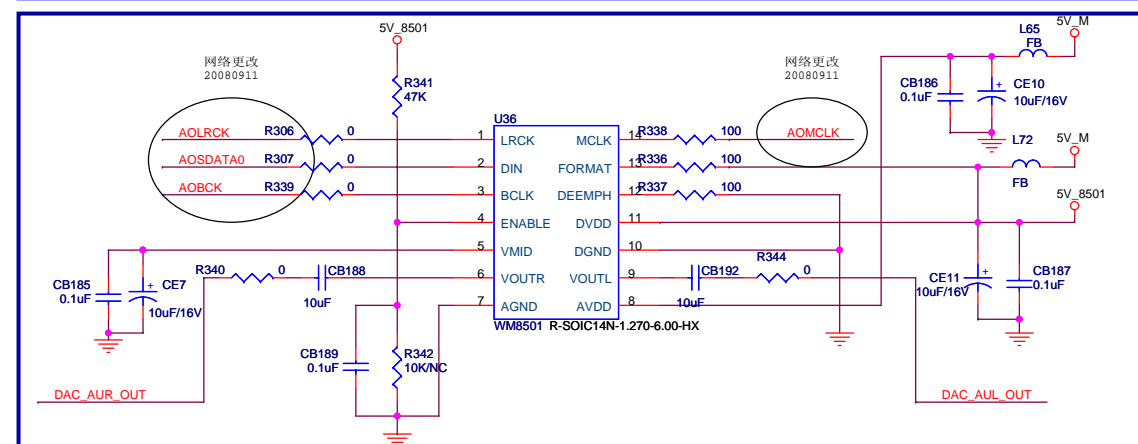 5V_8501
5V_M
L65
FB
网络更改
20080911
网络更改
20080911
R341
47K
CB186
0.1uF
+
CE10
10uF/16V
U36
AOLRCK
R306
0
1
LRCK
MCLK
14
R338
100
AOMCLK
L72
5V_M
FB
AOSDATA0
R307
0
2
DIN
FORMAT
13
R336
100
AOBCK
R339
0
3
BCLK
DEEMPH
12
R337
100
5V_8501
4
ENABLE
DVDD
11
5
VMID
DGND
10
R340
0
CB188
10uF
6
VOUTR
VOUTL
9
CB192
10uF
R344
0
CB185
0.1uF
+
CE7
10uF/16V
7
AGND
AVDD
8
CE11
+
10uF/16V
CB187
0.1uF
WM8501
R-SOIC14N-1.270-6.00-HX
CB189
0.1uF
R342
10K/NC
DAC_AUR_OUT
DAC_AUL_OUT